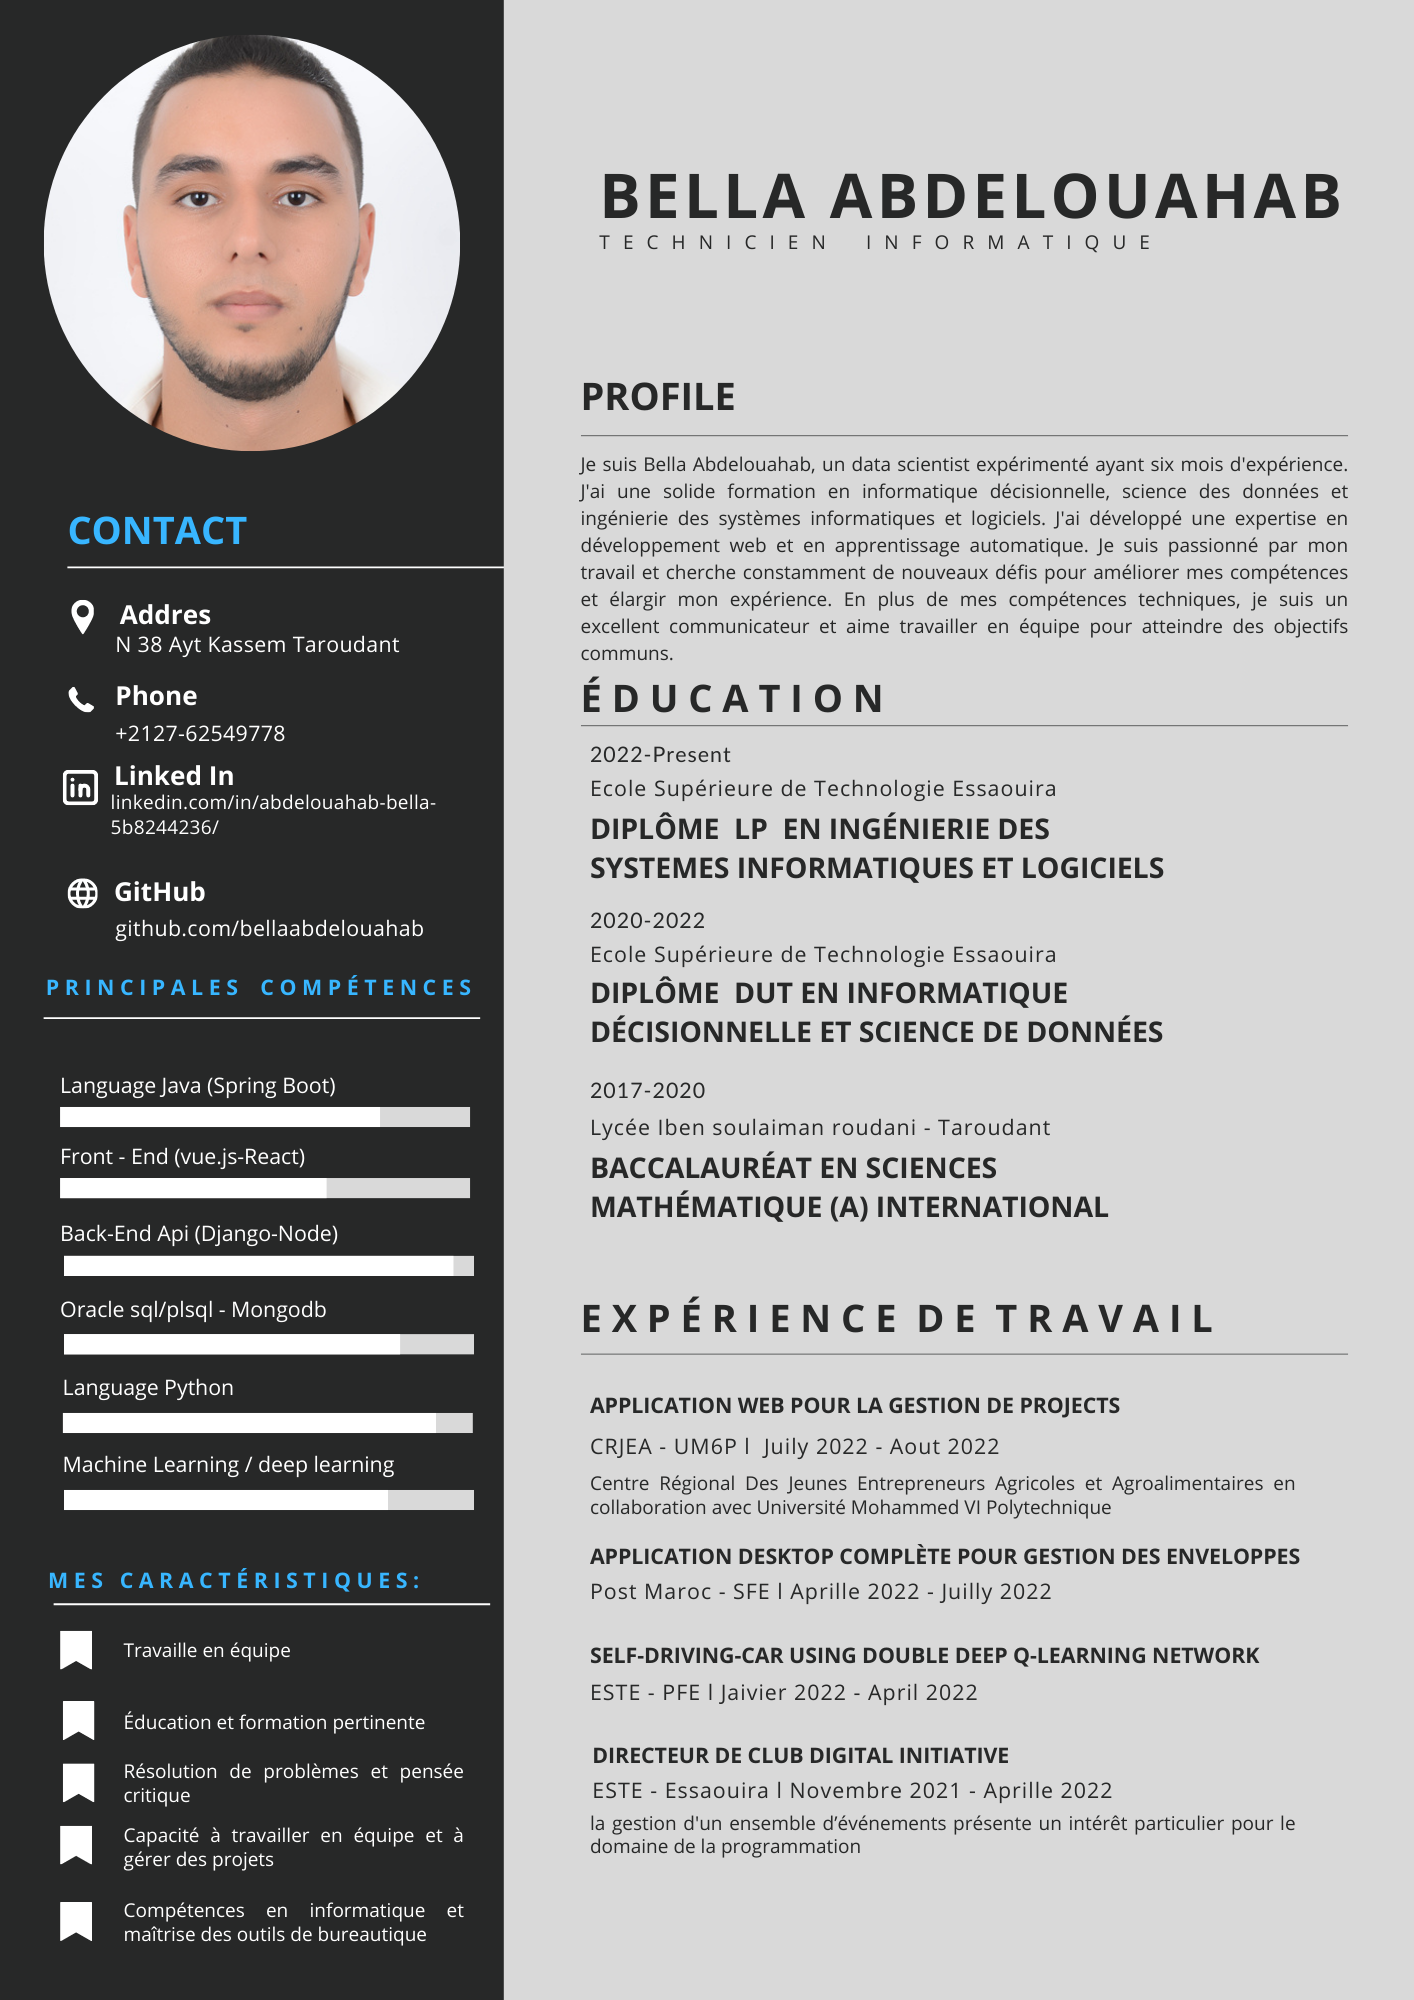 BELLA ABDELOUAHAB
TECHNICIEN INFORMATIQUE
CONTACT
Addres
N 38 Ayt Kassem Taroudant
Phone
+2127-62549778
Linked In
linkedin.com/in/abdelouahab-bella-
5b8244236/
GitHub
github.com/bellaabdelouahab
PRINCIPALES COMPÉTENCES
Language Java (Spring Boot)
Front - End (vue.js-React)
Back-End Api (Django-Node)
Oracle sql/plsql - Mongodb
Language Python
Machine Learning / deep learning
MES CARACTÉRISTIQUES:
Travaille en équipe
Éducation et formation pertinente
Résolution de problèmes et pensée
critique
Capacité à travailler en équipe et à
gérer des projets
Compétences en informatique et
maîtrise des outils de bureautique
PROFILE
Je suis Bella Abdelouahab, un data scientist expérimenté ayant six mois d'expérience.
J'ai une solide formation en informatique décisionnelle, science des données et
ingénierie des systèmes informatiques et logiciels. J'ai développé une expertise en
développement web et en apprentissage automatique. Je suis passionné par mon
travail et cherche constamment de nouveaux défis pour améliorer mes compétences
et élargir mon expérience. En plus de mes compétences techniques, je suis un
excellent communicateur et aime travailler en équipe pour atteindre des objectifs
communs.
ÉDUCATION
2022-Present
Ecole Supérieure de Technologie Essaouira
DIPLÔME LP EN INGÉNIERIE DES
SYSTEMES INFORMATIQUES ET LOGICIELS
2020-2022
Ecole Supérieure de Technologie Essaouira
DIPLÔME DUT EN INFORMATIQUE
DÉCISIONNELLE ET SCIENCE DE DONNÉES
2017-2020
Lycée Iben soulaiman roudani - Taroudant
BACCALAURÉAT EN SCIENCES
MATHÉMATIQUE (A) INTERNATIONAL
EXPÉRIENCE DE TRAVAIL
APPLICATION WEB POUR LA GESTION DE PROJECTS
CRJEA - UM6P l Juily 2022 - Aout 2022
Centre Régional Des Jeunes Entrepreneurs Agricoles et Agroalimentaires en
collaboration avec Université Mohammed VI Polytechnique
APPLICATION DESKTOP COMPLÈTE POUR GESTION DES ENVELOPPES
Post Maroc - SFE l Aprille 2022 - Juilly 2022
SELF-DRIVING-CAR USING DOUBLE DEEP Q-LEARNING NETWORK
ESTE - PFE l Jaivier 2022 - April 2022
DIRECTEUR DE CLUB DIGITAL INITIATIVE
ESTE - Essaouira l Novembre 2021 - Aprille 2022
la gestion d'un ensemble d’événements présente un intérêt particulier pour le
domaine de la programmation